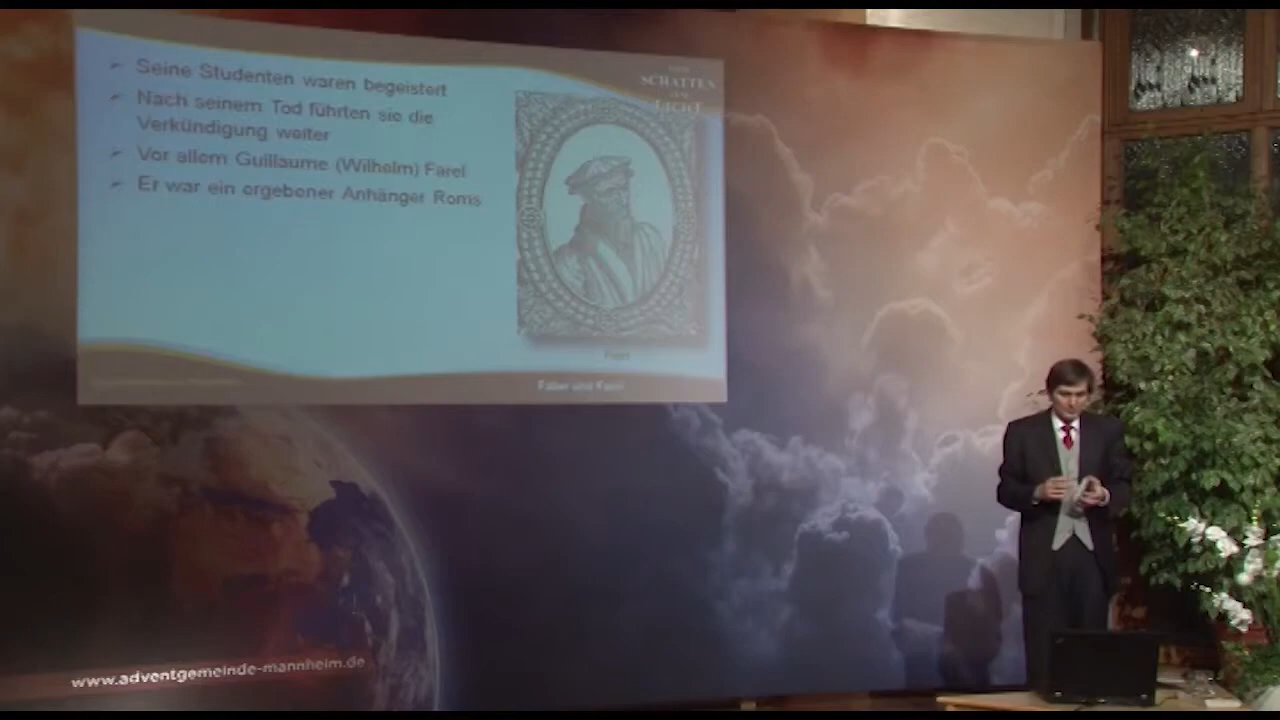 Seine Studenten waren begeistert
Nach seinem Tod führten sie die
Verkündigung weiter
Vor allem Guillaume (Wilhelm) Farel
Er war ein ergebener Anhänger Roms
SCHATTEN
LICHT
Farel
Faber und Farel
www.adventgemeinde-mannheim.de